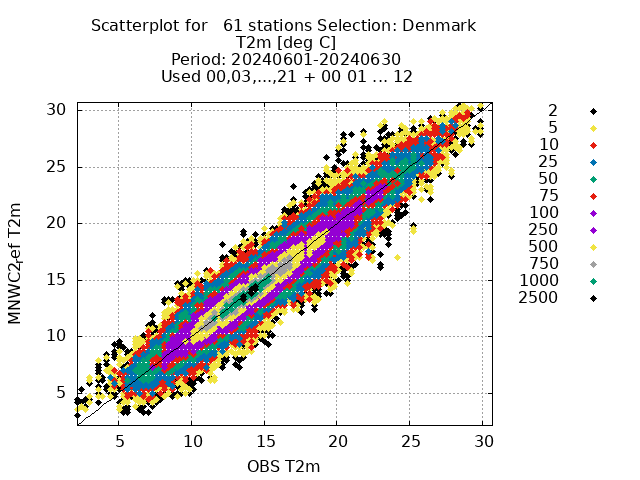 Scatterplot for   61 stations Selection: Denmark
T2m [deg C]
Period: 20240601-20240630
Used 00,03,...,21 + 00 01 ... 12
30
25
20
15
10
5
5 10 15 20 25 30
MNWC2ref T2m
OBS T2m
2
5
10
25
50
75
100
250
500
750
1000
2500